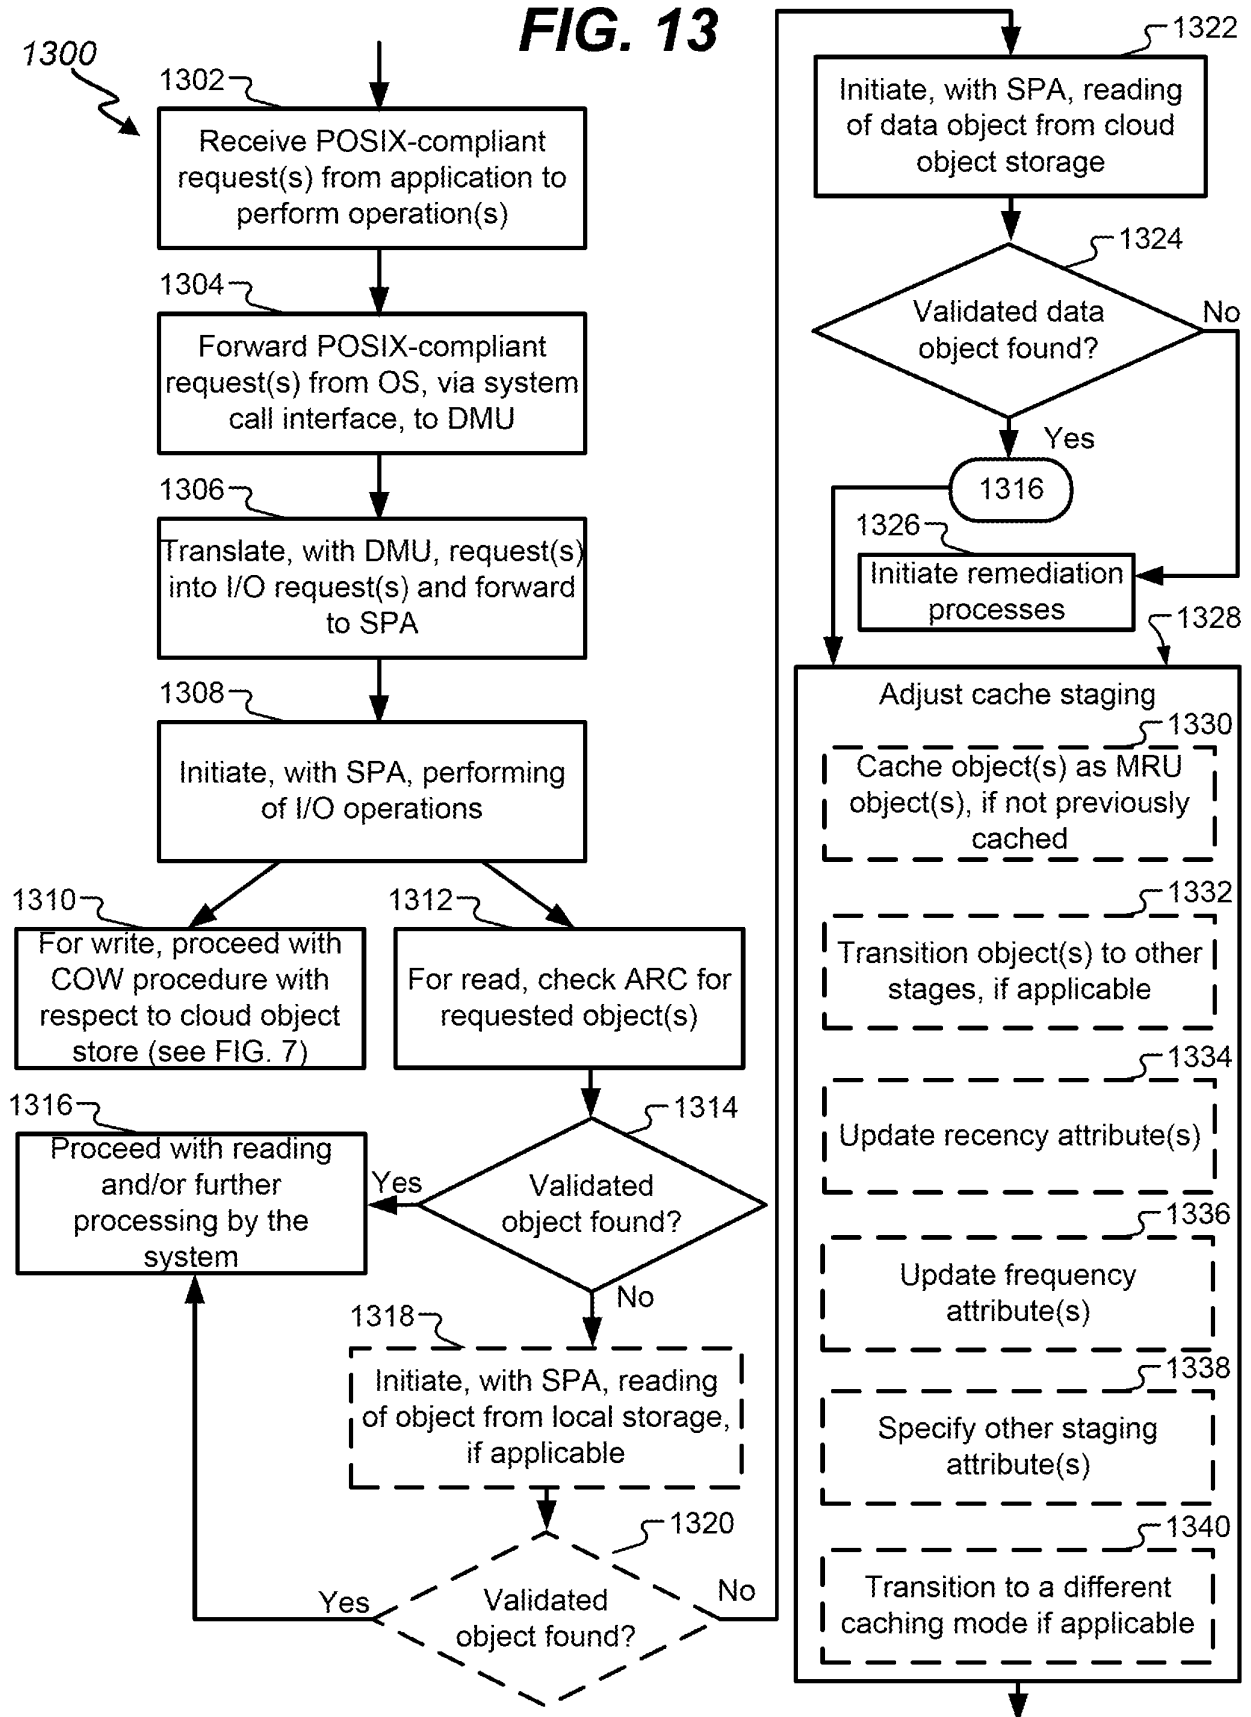 FIG. 13
1300
1302
Receive POSIX-compliant
request(s) from application to
perform operation(s)
1304
Forward POSIX-compliant
request(s) from OS, via system
call interface, to DMU
1306
Translate, with DMU, request(s)
into I/O request(s) and forward
to SPA
1308
Initiate, with SPA, performing
of I/O operations
1310
For write, proceed with
COW procedure with
respect to cloud object
store (see FIG. 7)
1312
For read, check ARC for
requested object(s)
1314
Validated
object found?
Yes
No
1316
Proceed with reading
and/or further
processing by the
system
1318
Initiate, with SPA, reading
of object from local storage,
if applicable
1320
Validated
object found?
Yes
No
1322
Initiate, with SPA, reading
of data object from cloud
object storage
1324
Validated data
object found?
No
Yes
1316
1326
Initiate remediation
processes
1328
Adjust cache staging
1330
Cache object(s) as MRU
object(s), if not previously
cached
1332
Transition object(s) to other
stages, if applicable
1334
Update recency attribute(s)
1336
Update frequency
attribute(s)
1338
Specify other staging
attribute(s)
1340
Transition to a different
caching mode if applicable